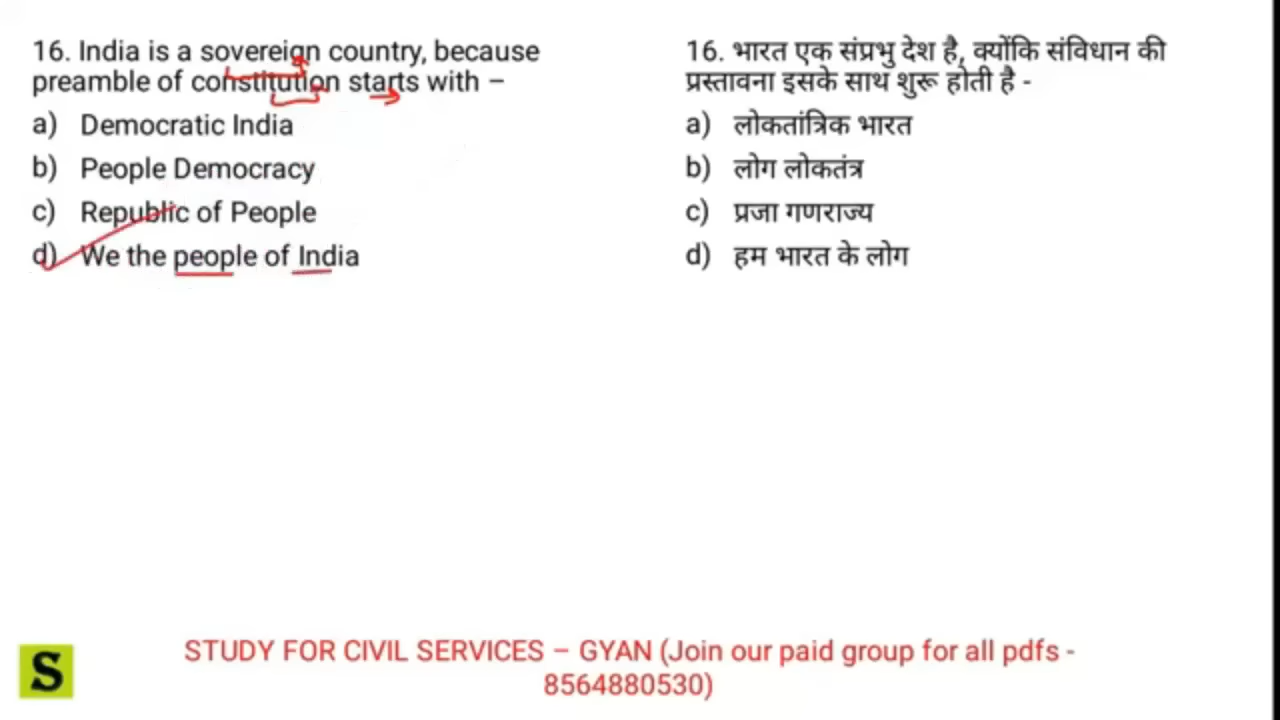 16. India is a sovereign country, because
preamble of constitution starts with –
a) Democratic India
b) People Democracy
c) Republic of People
d) We the people of India
16. भारत एक संप्रभु देश है, क्योंकि संविधान की
प्रस्तावना इसके साथ शुरू होती है -
a) लोकतांत्रिक भारत
b) लोग लोकतंत्र
c) प्रजा गणराज्य
d) हम भारत के लोग
S
STUDY FOR CIVIL SERVICES – GYAN (Join our paid group for all pdfs -
8564880530)